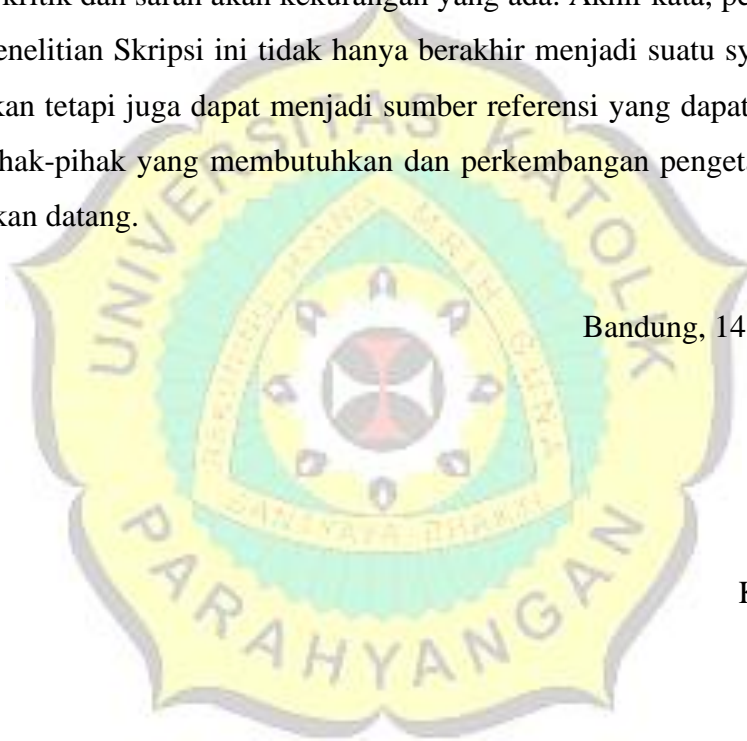 kritik dan saran akan kekurangan yang ada. Akhir kata, pe
enelitian Skripsi ini tidak hanya berakhir menjadi suatu sy
kan tetapi juga dapat menjadi sumber referensi yang dapat
hak-pihak yang membutuhkan dan perkembangan penget
kan datang.
UNIVERSITAS KATOLIK
Bandung, 14
PARAHYANGAN